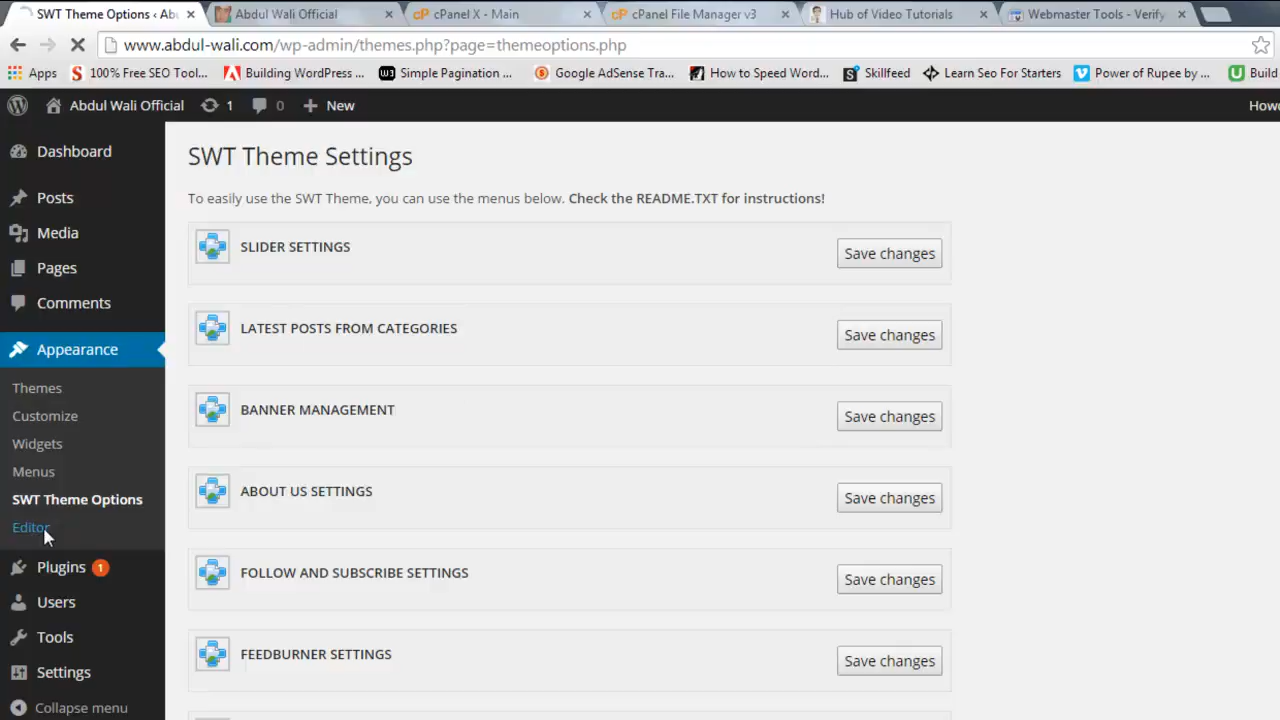 SWT Theme Options ‹ Abu
Abdul Wali Official
cPanel X - Main
cPanel File Manager v3
Hub of Video Tutorials
Webmaster Tools - Verify
www.abdul-wali.com/wp-admin/themes.php?page=themeoptions.php
Apps
100% Free SEO Tool...
Building WordPress ...
Simple Pagination ...
Google AdSense Tra...
How to Speed Word...
Skillfeed
Learn Seo For Starters
Power of Rupee by ...
Build
Abdul Wali Official
1
0
New
Howd
Dashboard
Posts
Media
Pages
Comments
Appearance
Themes
Customize
Widgets
Menus
SWT Theme Options
Editor
Plugins 1
Users
Tools
Settings
Collapse menu
SWT Theme Settings
To easily use the SWT Theme, you can use the menus below. Check the README.TXT for instructions!
SLIDER SETTINGS
Save changes
LATEST POSTS FROM CATEGORIES
Save changes
BANNER MANAGEMENT
Save changes
ABOUT US SETTINGS
Save changes
FOLLOW AND SUBSCRIBE SETTINGS
Save changes
FEEDBURNER SETTINGS
Save changes